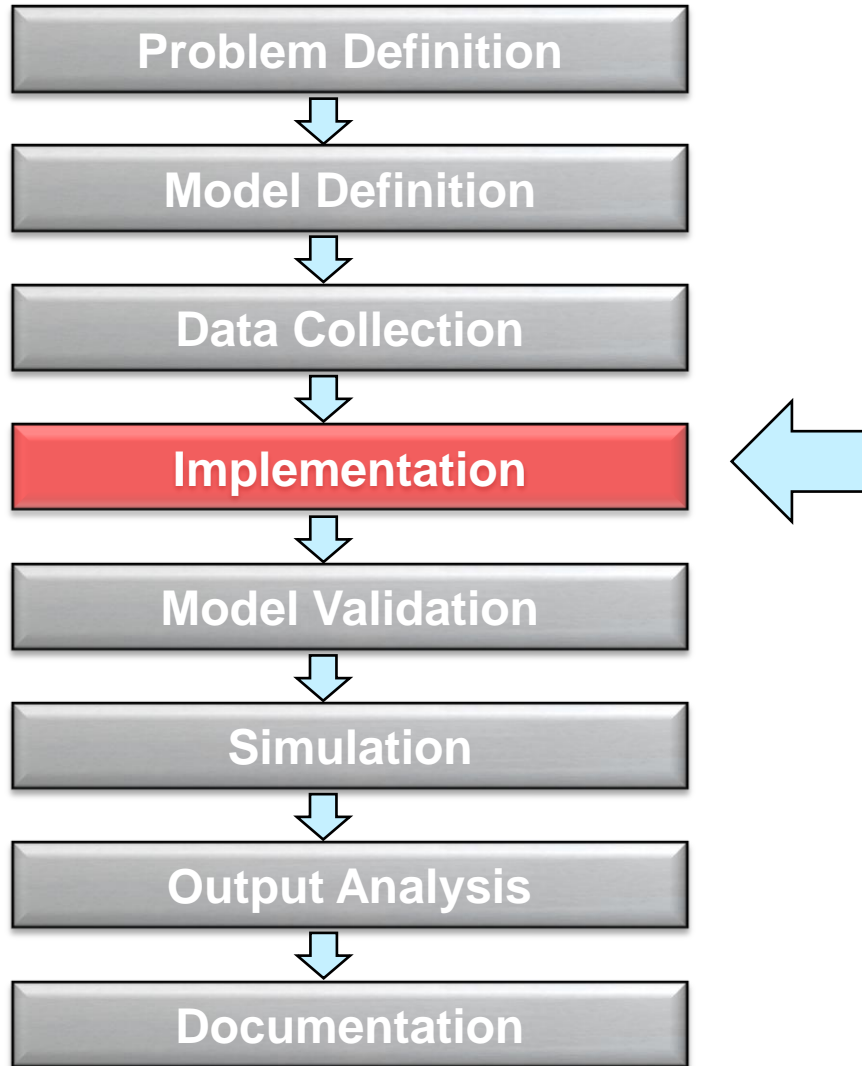 Problem Definition
Model Definition
Data Collection
Implementation
Model Validation
Simulation
Output Analysis
Documentation